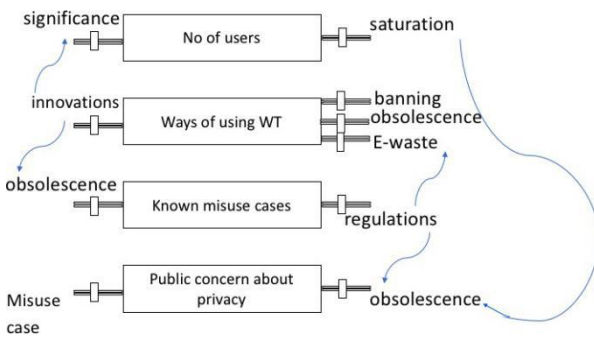 significance
No of users
saturation
innovations
Ways of using WT
banning
obsolescence
E-waste
obsolescence
Known misuse cases
regulations
Misuse
case
Public concern about
privacy
obsolescence